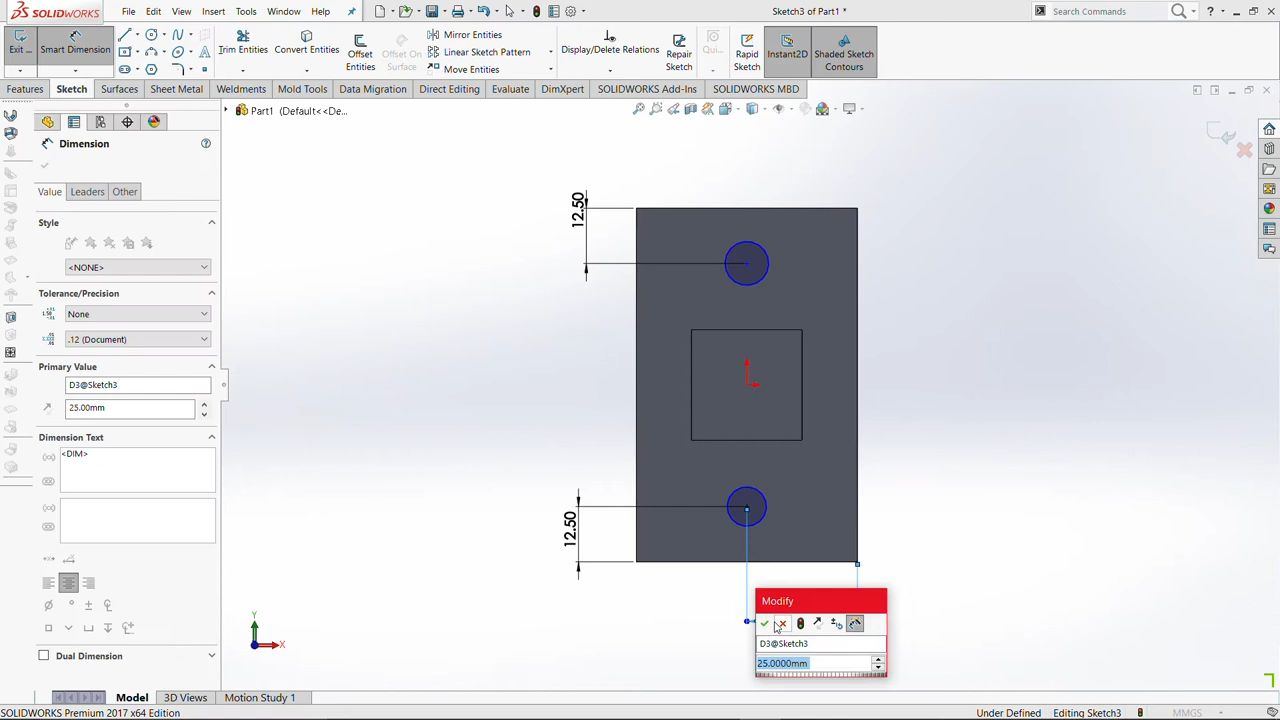 SOLIDWORKS
File Edit View Insert Tools Window Help
Sketch3 of Part1 *
Search Commands
Exit ...
Smart Dimension
Trim Entities
Convert Entities
Offset Entities
Offset On Surface
Mirror Entities
Linear Sketch Pattern
Move Entities
Display/Delete Relations
Repair Sketch
Qui...
Rapid Sketch
Instant2D
Shaded Sketch Contours
Features Sketch Surfaces Sheet Metal Weldments Mold Tools Data Migration Direct Editing Evaluate DimXpert SOLIDWORKS Add-Ins SOLIDWORKS MBD
Part1 (Default<<De...
Dimension
Value Leaders Other
Style
<NONE>
Tolerance/Precision
None
.12 (Document)
Primary Value
D3@Sketch3
25.00mm
Dimension Text
<DIM>
Dual Dimension
12.50
12.50
Modify
D3@Sketch3
25.0000mm
Y
X
Model 3D Views Motion Study 1
SOLIDWORKS Premium 2017 x64 Edition
Under Defined Editing Sketch3 MMGS